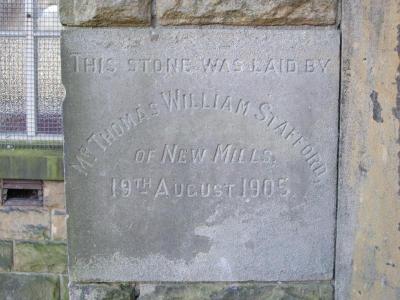 THIS STONE WAS LAID BY
MR THOMAS WILLIAM STAFFORD,
OF NEW MILLS,
19TH AUGUST 1905.